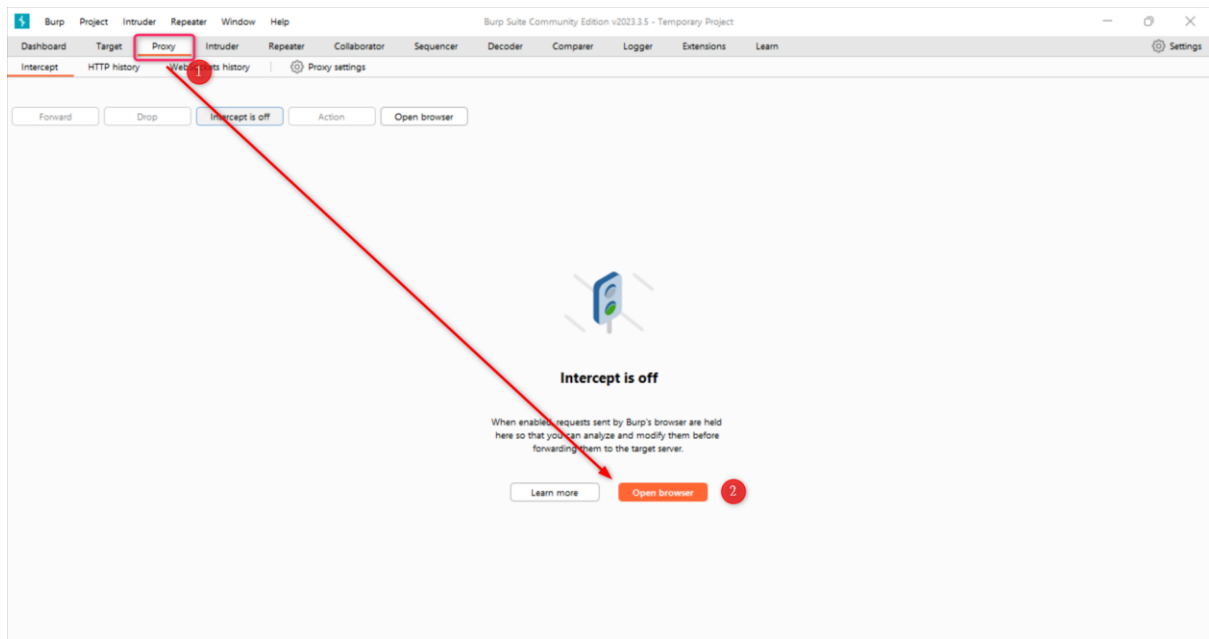 Burp Project Intruder Repeater Window Help Burp Suite Community Edition v2023.3.5 - Temporary Project
Dashboard Target Proxy Intruder Repeater Collaborator Sequencer Decoder Comparer Logger Extensions Learn Settings
Intercept HTTP history WebSockets history Proxy settings
1
Forward Drop Intercept is off Action Open browser
Intercept is off
When enabled, requests sent by Burp's browser are held
here so that you can analyze and modify them before
forwarding them to the target server.
Learn more Open browser 2